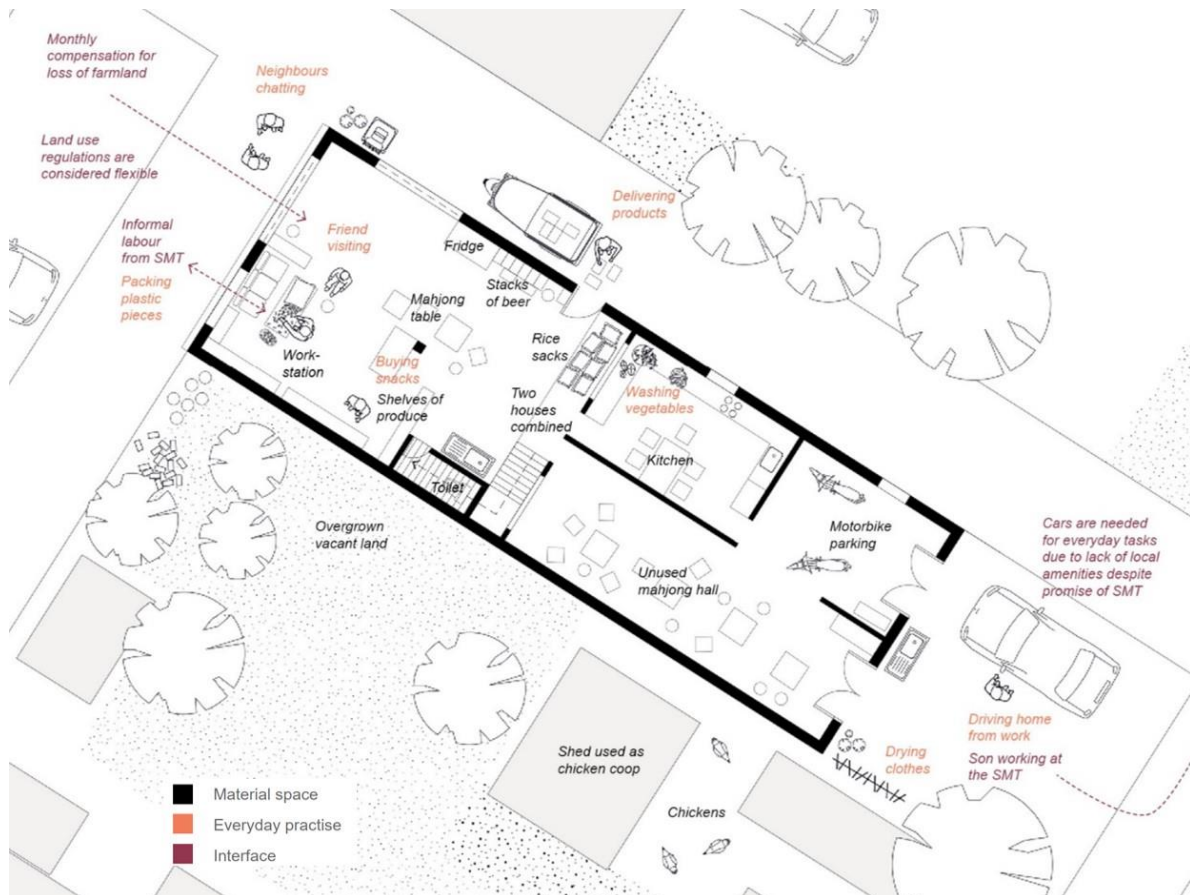 Monthly
compensation for
loss of farmland
Neighbours
chatting
Land use
regulations are
considered flexible
Informal
labour
from SMT
Packing
plastic
pieces
Friend
visiting
Delivering
products
Fridge
Stacks
of beer
Mahjong
table
Rice
sacks
Work-
station
Buying
snacks
Shelves of
produce
Two
houses
combined
Washing
vegetables
Kitchen
Toilet
Overgrown
vacant land
Motorbike
parking
Unused
mahjong hall
Cars are needed
for everyday tasks
due to lack of local
amenities despite
promise of SMT
Driving home
from work
Son working at
the SMT
Drying
clothes
Shed used as
chicken coop
Chickens
Material space
Everyday practise
Interface